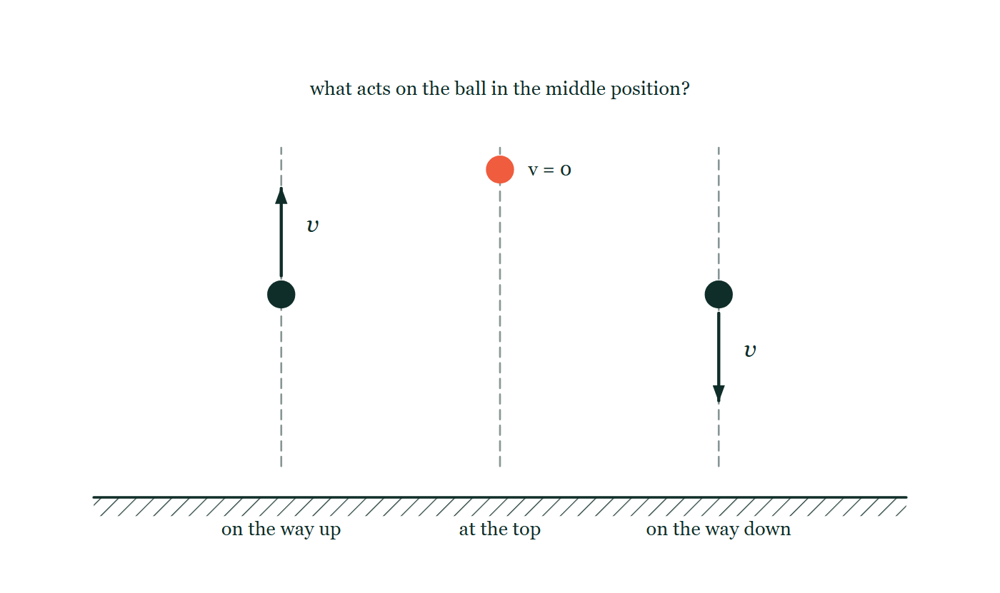 what acts on the ball in the middle position?
v = 0
v
v
on the way up
at the top
on the way down